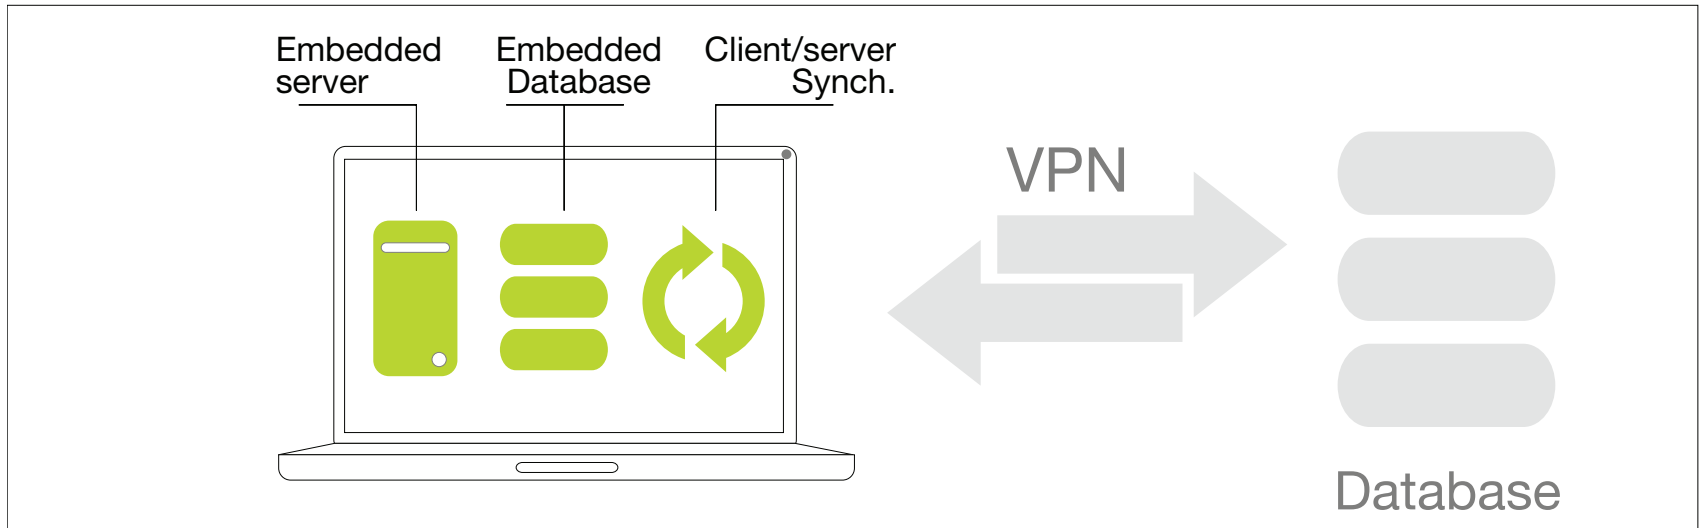 Embedded
server
Embedded
Database
Client/server
Synch.
VPN
Database